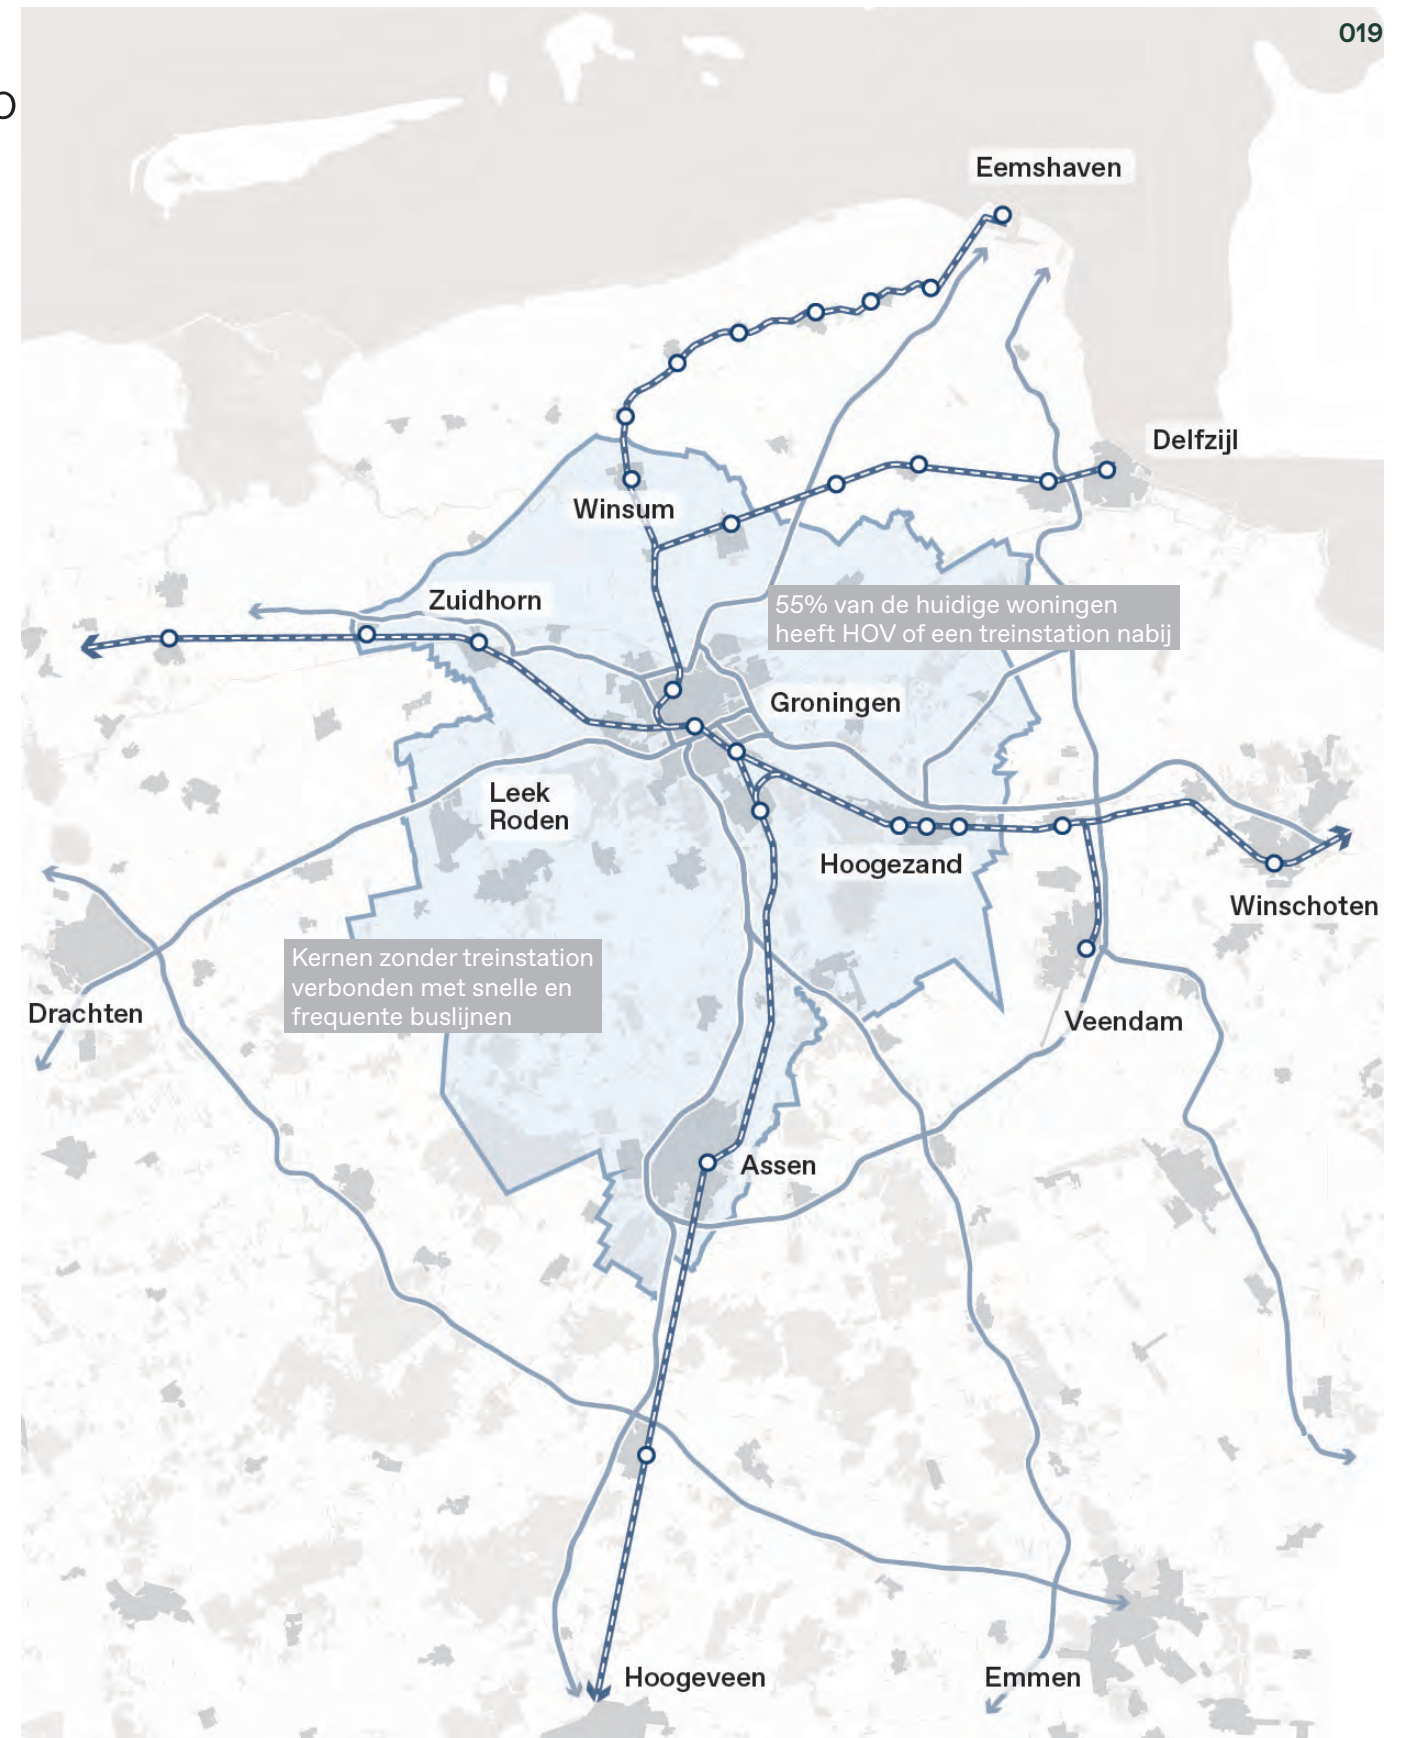 019
Eemshaven
Delfzijl
Winsum
Zuidhorn
55% van de huidige woningen
heeft HOV of een treinstation nabij
Groningen
Leek
Roden
Hoogezand
Winschoten
Kernen zonder treinstation
verbonden met snelle en
frequente buslijnen
Drachten
Veendam
Assen
Hoogeveen
Emmen